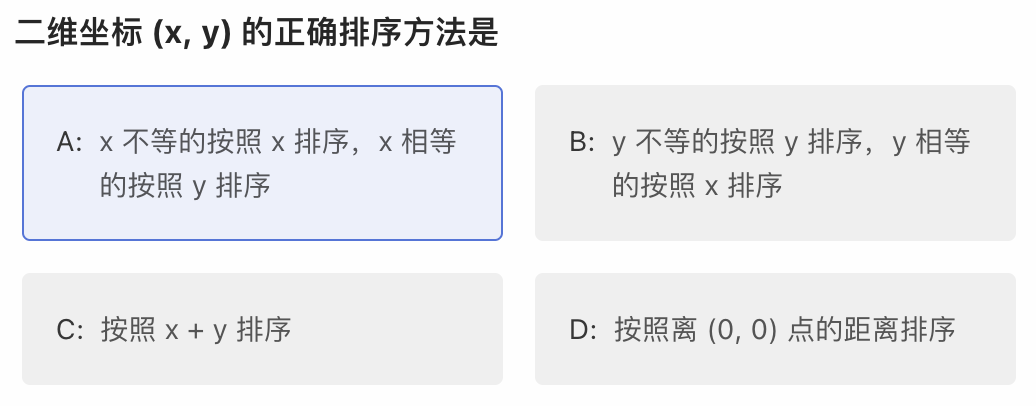 二维坐标 (x, y) 的正确排序方法是
A: x 不等的按照 x 排序，x 相等
的按照 y 排序
B: y 不等的按照 y 排序，y 相等
的按照 x 排序
C: 按照 x + y 排序
D: 按照离 (0, 0) 点的距离排序